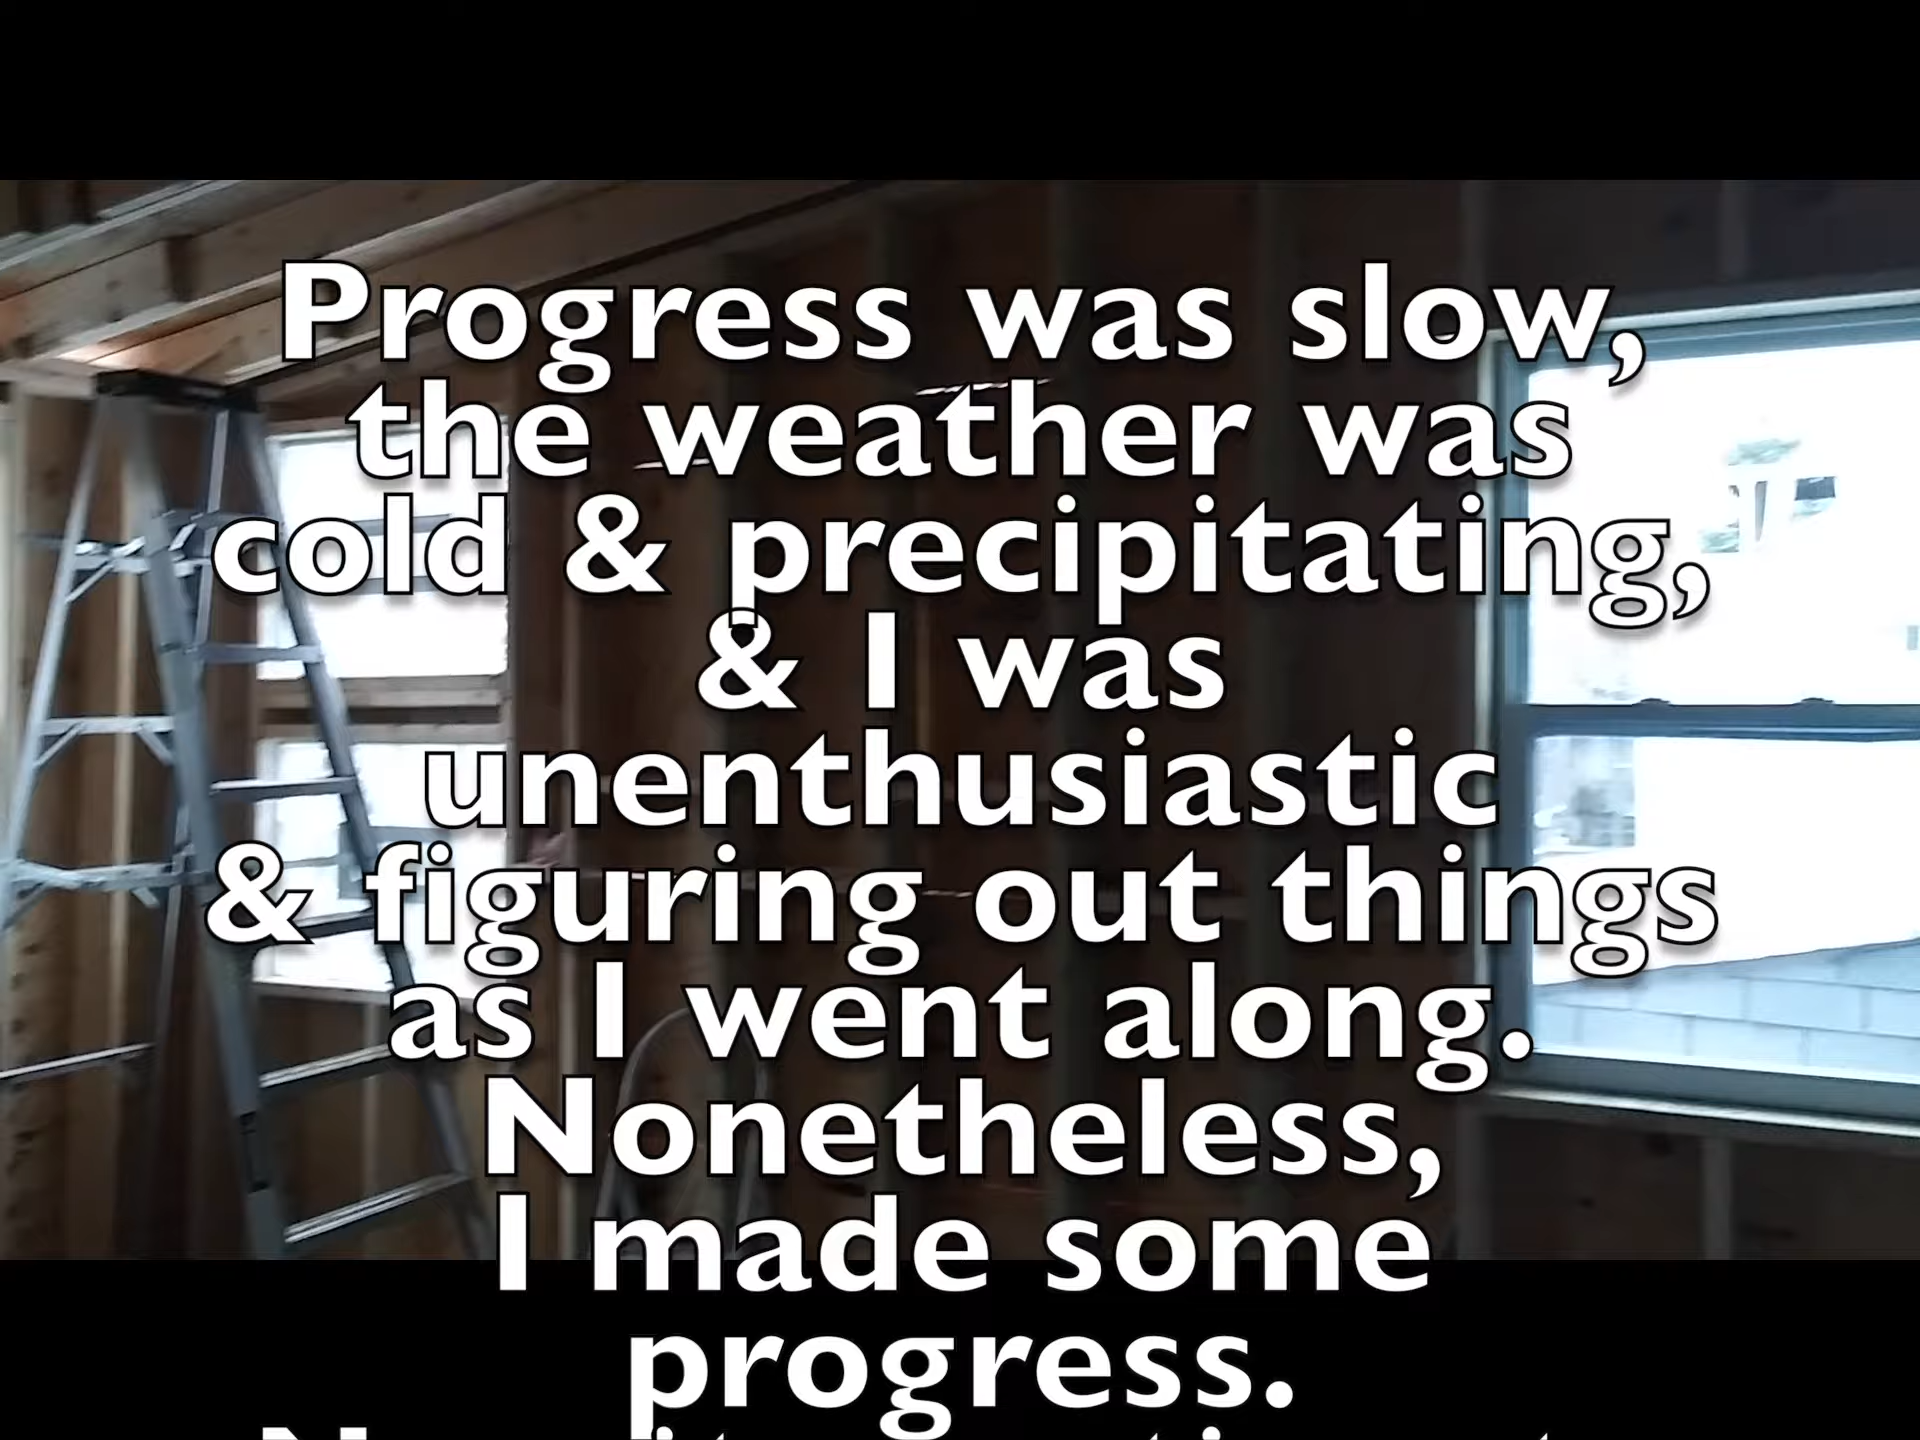 Progress was slow,
the weather was
cold & precipitating,
& I was
unenthusiastic
& figuring out things
as I went along.
Nonetheless,
I made some
progress.